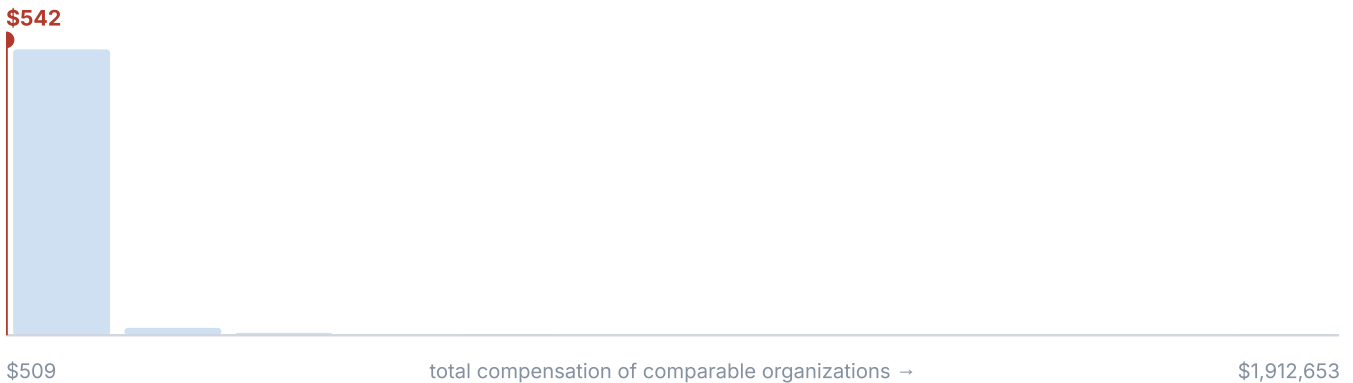 $542
$509
total compensation of comparable organizations →
$1,912,653